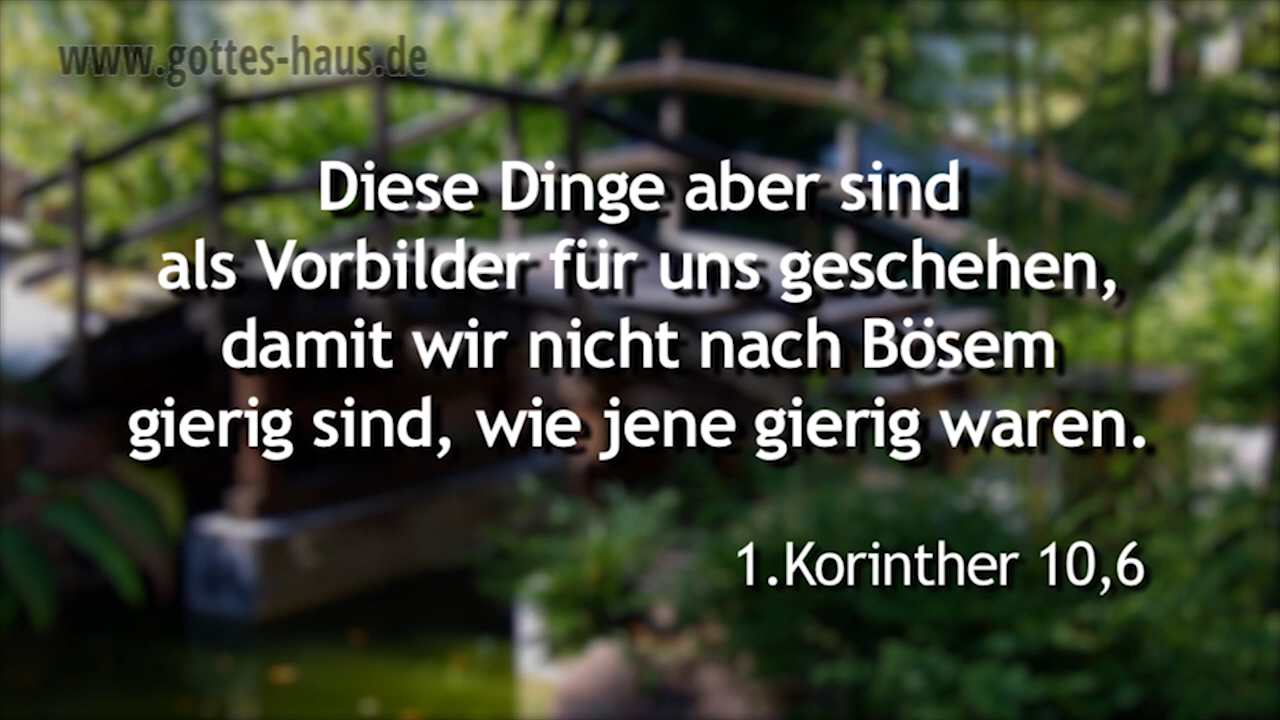 www.gottes-haus.de
Diese Dinge aber sind
als Vorbilder für uns geschehen,
damit wir nicht nach Bösem
gierig sind, wie jene gierig waren.
1.Korinther 10,6